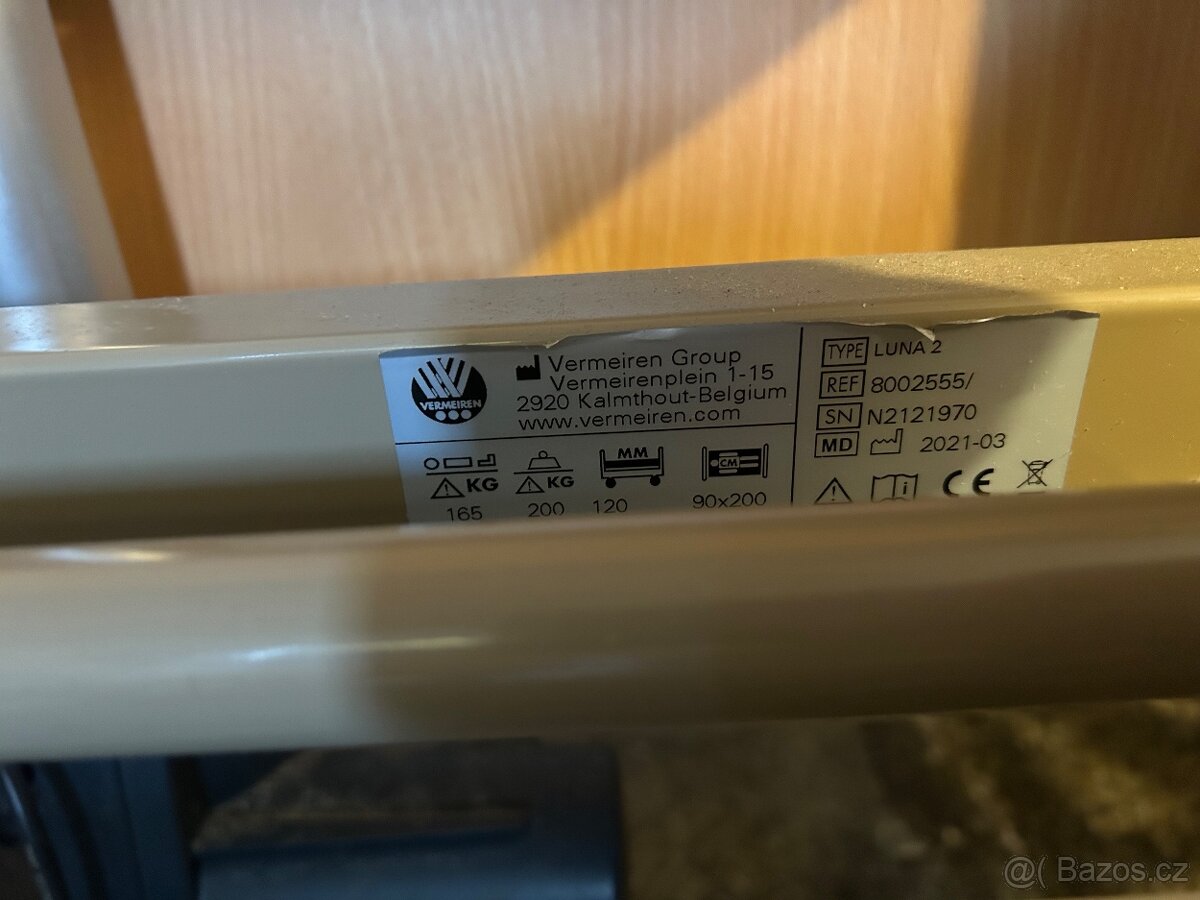 VERMEIREN
Vermeiren Group
Vermeirenplein 1-15
2920 Kalmthout-Belgium
www.vermeiren.com
KG
165
KG
200
MM
120
CM
90x200
TYPE LUNA 2
REF 8002555/
SN N2121970
MD 2021-03
i
CE
@( Bazos.cz